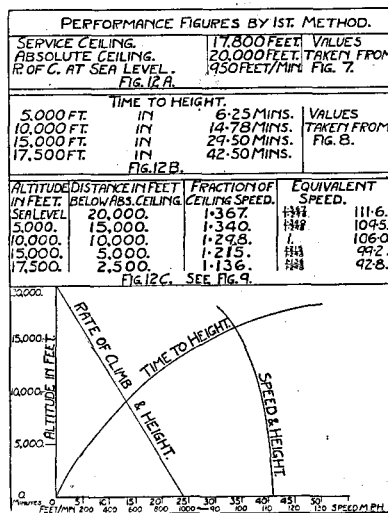 PERFORMANCE FIGURES BY 1ST. METHOD.
SERVICE CEILING. 17.800 FEET. VALUES
ABSOLUTE CEILING. 20,000 FEET. TAKEN FROM
R. OF C. AT SEA LEVEL. 950 FEET/MIN. FIG. 7.
FIG. 12A.
TIME TO HEIGHT.
5.000 FT. IN 6·25 MINS. VALUES
10,000 FT. IN 14·78 MINS. TAKEN FROM
15,000 FT. IN 29·50 MINS. FIG. 8.
17.500 FT. IN 42·50 MINS.
FIG. 12B.
ALTITUDE DISTANCE IN FEET FRACTION OF EQUIVALENT
IN FEET. BELOW ABS. CEILING. CEILING SPEED. SPEED.
SEA LEVEL 20,000. 1·367. 111·6.
5,000. 15,000. 1·340. 109·5.
10,000. 10,000. 1·298. 106·0
15,000. 5,000. 1·215. 99·2.
17,500. 2,500. 1·136. 92·8.
FIG. 12C. SEE FIG. 9.
20,000.
15,000.
10,000.
5,000.
0.
ALTITUDE IN FEET.
RATE OF CLIMB & HEIGHT.
TIME TO HEIGHT.
SPEED & HEIGHT.
MINUTES. 0 5 10 15 20 25 30 35 40 45 50
FEET/MIN 200 400 600 800 1000 90 100 110 120 SPEED M.P.H.